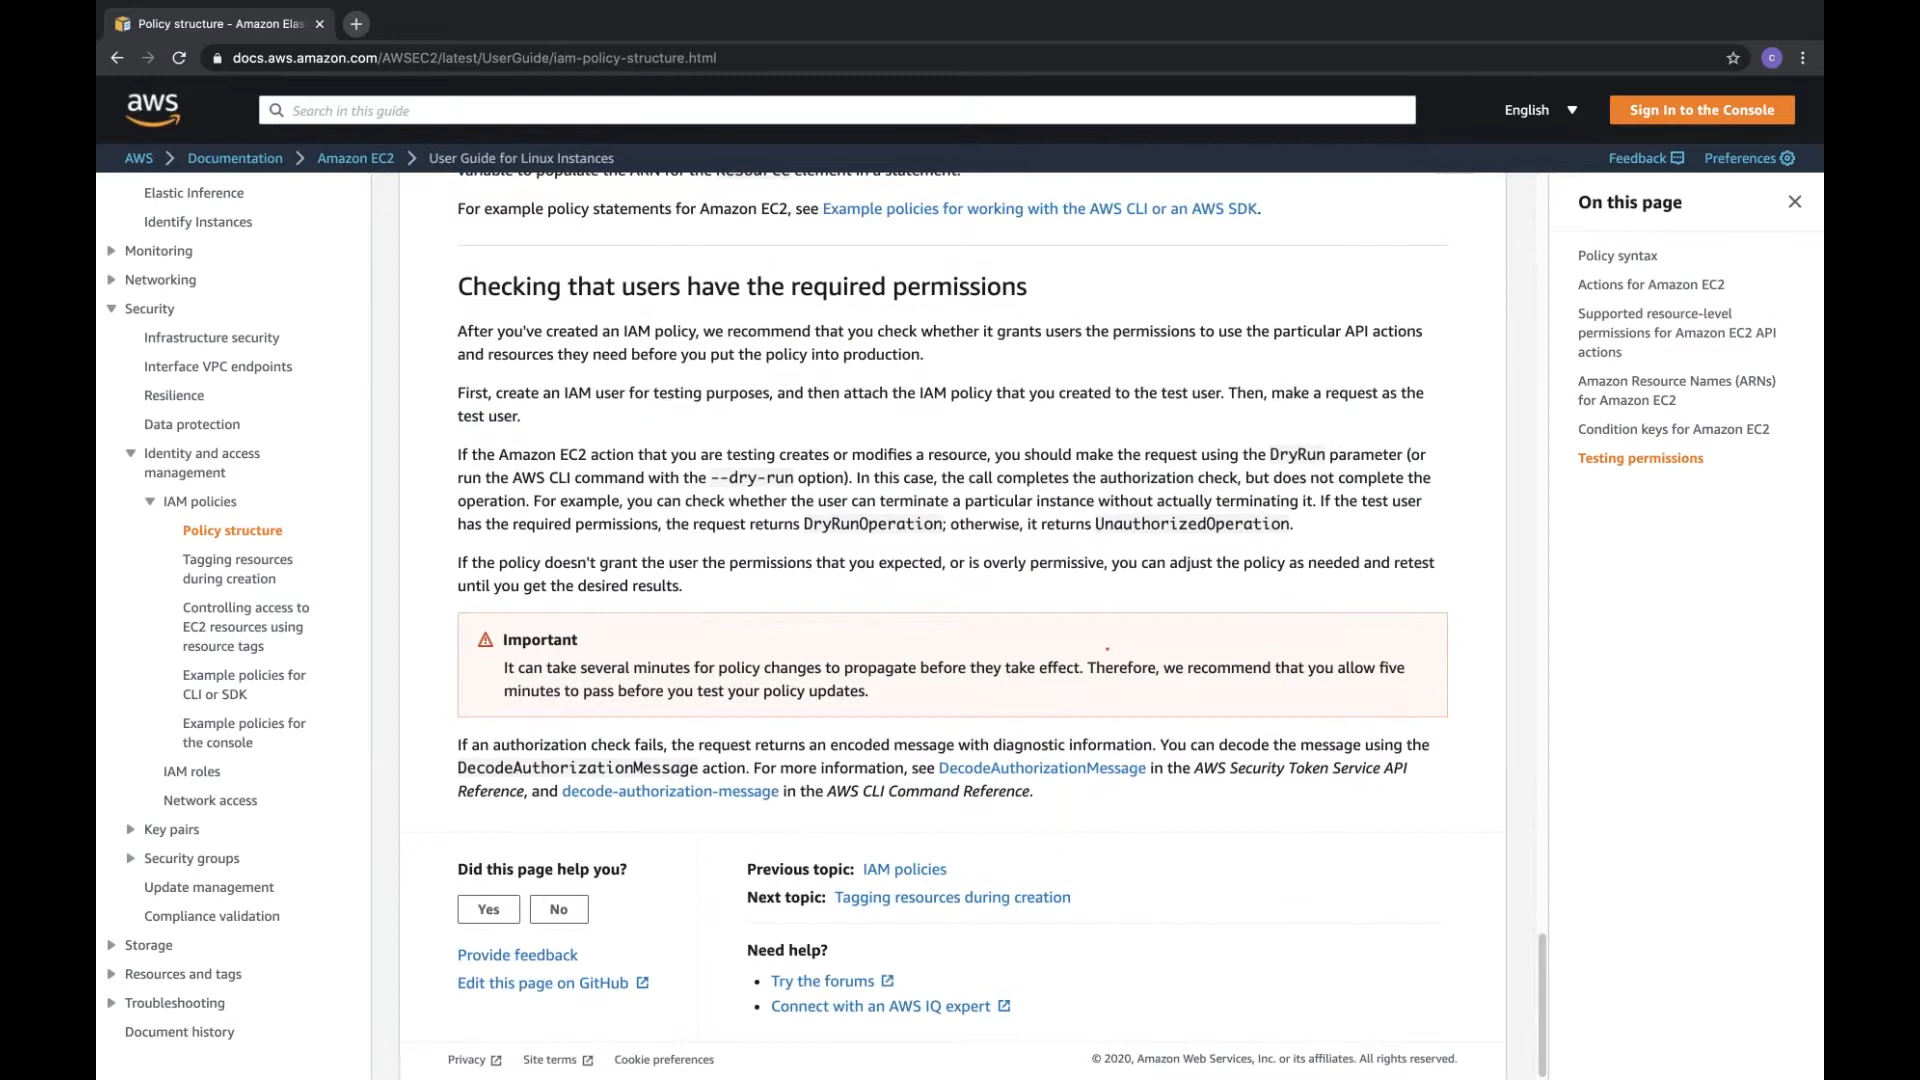 Policy structure - Amazon Elas
docs.aws.amazon.com/AWSEC2/latest/UserGuide/iam-policy-structure.html
C
aws
Search in this guide
English
Sign In to the Console
AWS
Documentation
Amazon EC2
User Guide for Linux Instances
Feedback
Preferences
Elastic Inference
Identify Instances
Monitoring
Networking
Security
Infrastructure security
Interface VPC endpoints
Resilience
Data protection
Identity and access
management
IAM policies
Policy structure
Tagging resources
during creation
Controlling access to
EC2 resources using
resource tags
Example policies for
CLI or SDK
Example policies for
the console
IAM roles
Network access
Key pairs
Security groups
Update management
Compliance validation
Storage
Resources and tags
Troubleshooting
Document history
variable to populate the ARN for the Resource element in a statement.
For example policy statements for Amazon EC2, see Example policies for working with the AWS CLI or an AWS SDK.
Checking that users have the required permissions
After you've created an IAM policy, we recommend that you check whether it grants users the permissions to use the particular API actions
and resources they need before you put the policy into production.
First, create an IAM user for testing purposes, and then attach the IAM policy that you created to the test user. Then, make a request as the
test user.
If the Amazon EC2 action that you are testing creates or modifies a resource, you should make the request using the DryRun parameter (or
run the AWS CLI command with the --dry-run option). In this case, the call completes the authorization check, but does not complete the
operation. For example, you can check whether the user can terminate a particular instance without actually terminating it. If the test user
has the required permissions, the request returns DryRunOperation; otherwise, it returns UnauthorizedOperation.
If the policy doesn't grant the user the permissions that you expected, or is overly permissive, you can adjust the policy as needed and retest
until you get the desired results.
Important
It can take several minutes for policy changes to propagate before they take effect. Therefore, we recommend that you allow five
minutes to pass before you test your policy updates.
If an authorization check fails, the request returns an encoded message with diagnostic information. You can decode the message using the
DecodeAuthorizationMessage action. For more information, see DecodeAuthorizationMessage in the AWS Security Token Service API
Reference, and decode-authorization-message in the AWS CLI Command Reference.
Did this page help you?
Yes
No
Provide feedback
Edit this page on GitHub
Previous topic: IAM policies
Next topic: Tagging resources during creation
Need help?
• Try the forums
• Connect with an AWS IQ expert
Privacy
Site terms
Cookie preferences
© 2020, Amazon Web Services, Inc. or its affiliates. All rights reserved.
On this page
Policy syntax
Actions for Amazon EC2
Supported resource-level
permissions for Amazon EC2 API
actions
Amazon Resource Names (ARNs)
for Amazon EC2
Condition keys for Amazon EC2
Testing permissions